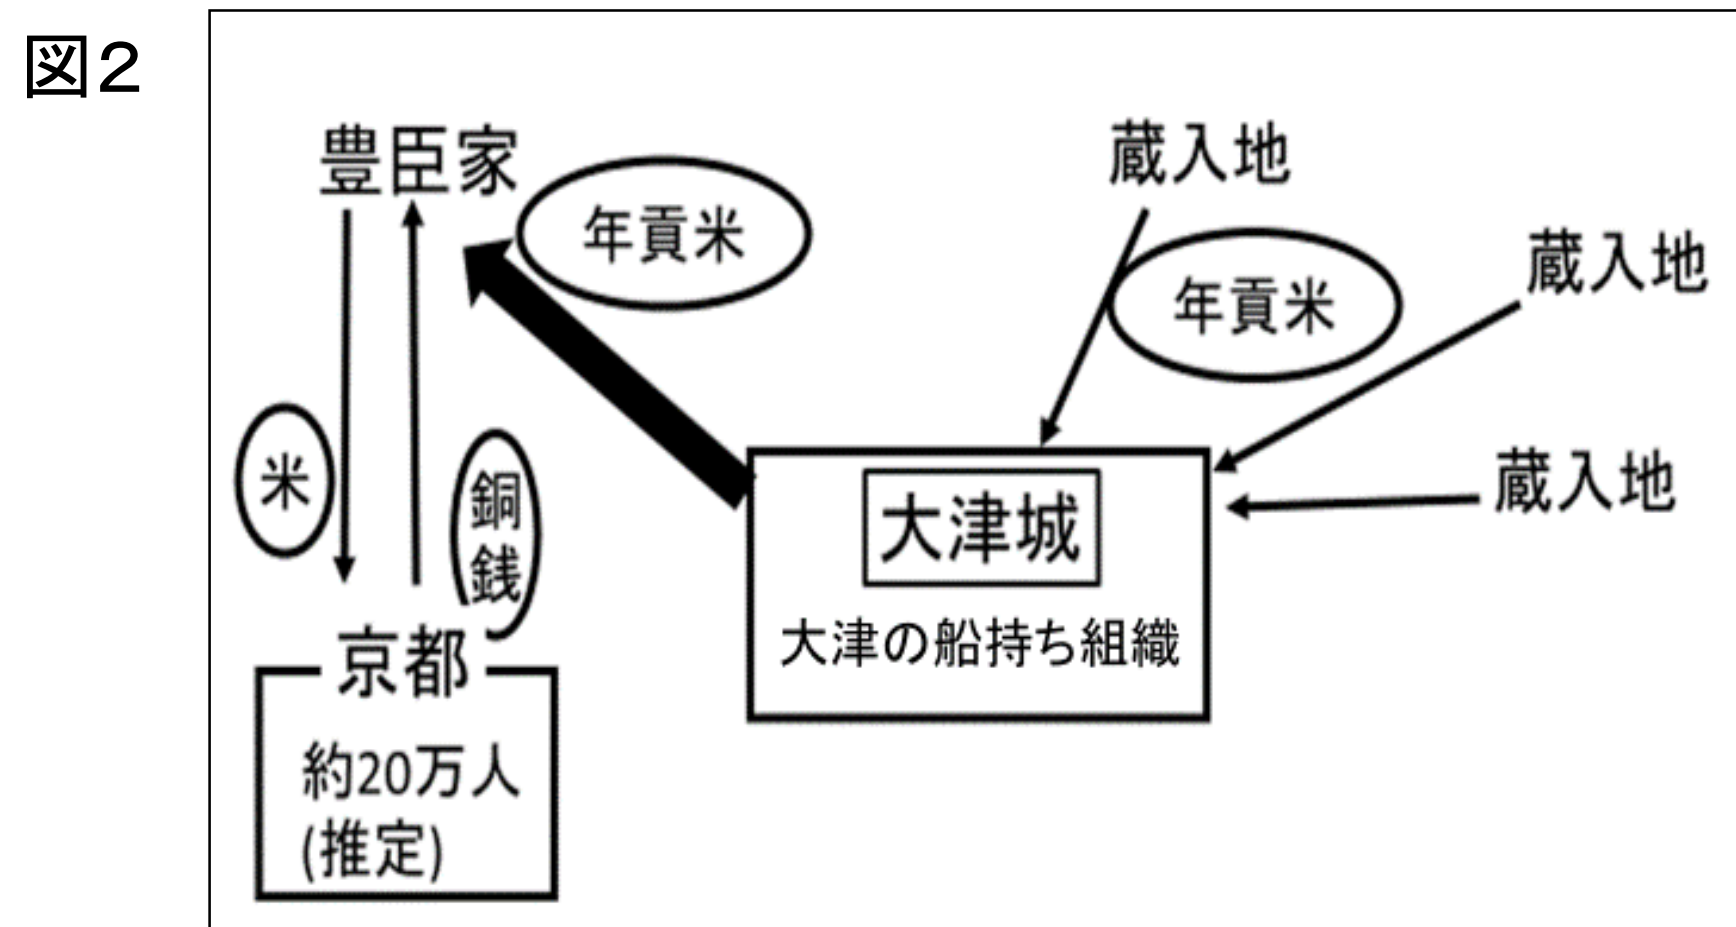 図2
豊臣家
年貢米
蔵入地
年貢米
蔵入地
蔵入地
米
銅
銭
大津城
大津の船持ち組織
京都
約20万人
(推定)